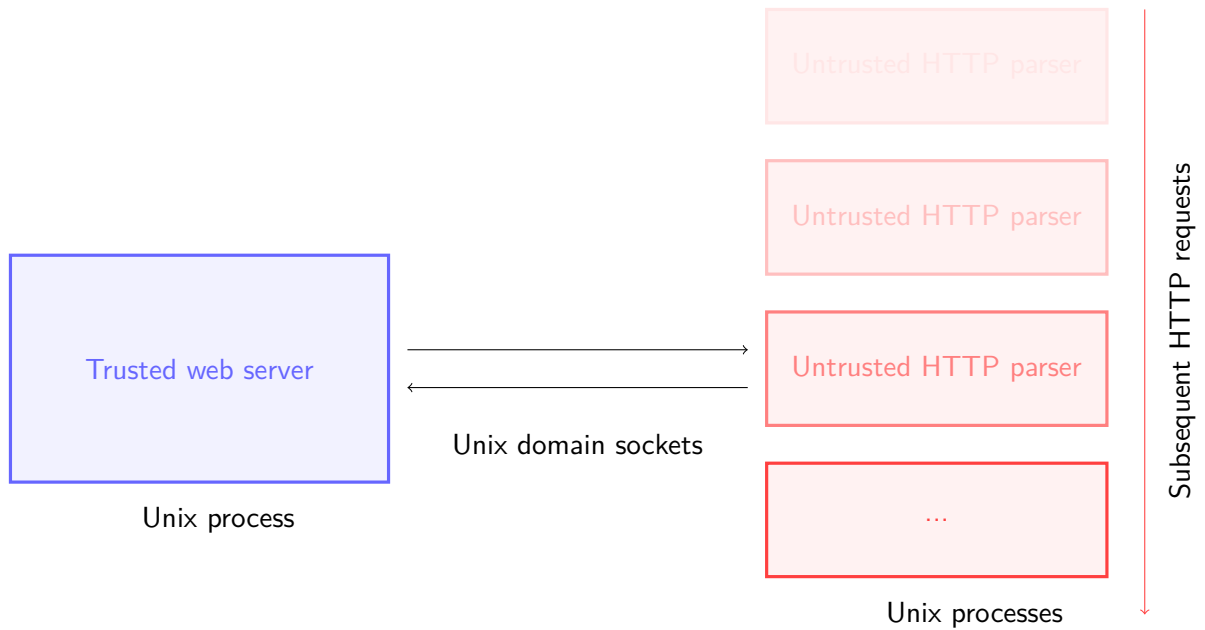 Untrusted HTTP parser
Untrusted HTTP parser
Trusted web server
Untrusted HTTP parser
Unix domain sockets
Unix process
...
Unix processes
Subsequent HTTP requests